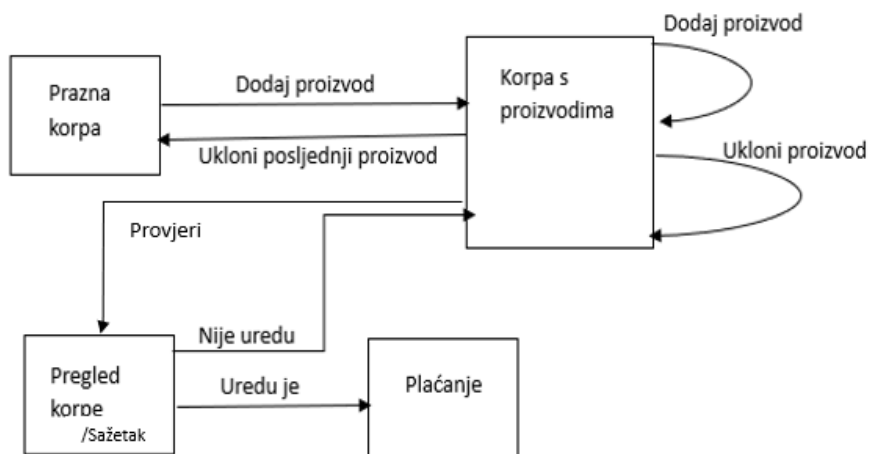 Dodaj proizvod
Prazna
korpa
Dodaj proizvod
Korpa s
proizvodima
Ukloni posljednji proizvod
Ukloni proizvod
Provjeri
Nije uredu
Pregled
korpe
/Sažetak
Uredu je
Plaćanje